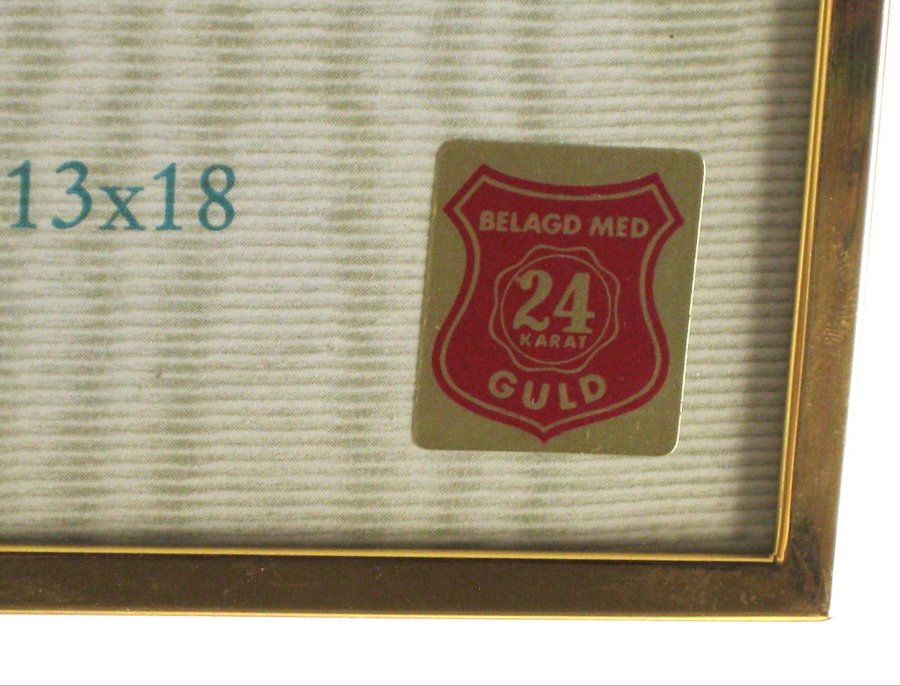 13x18
BELAGD MED
24
KARAT
GULD